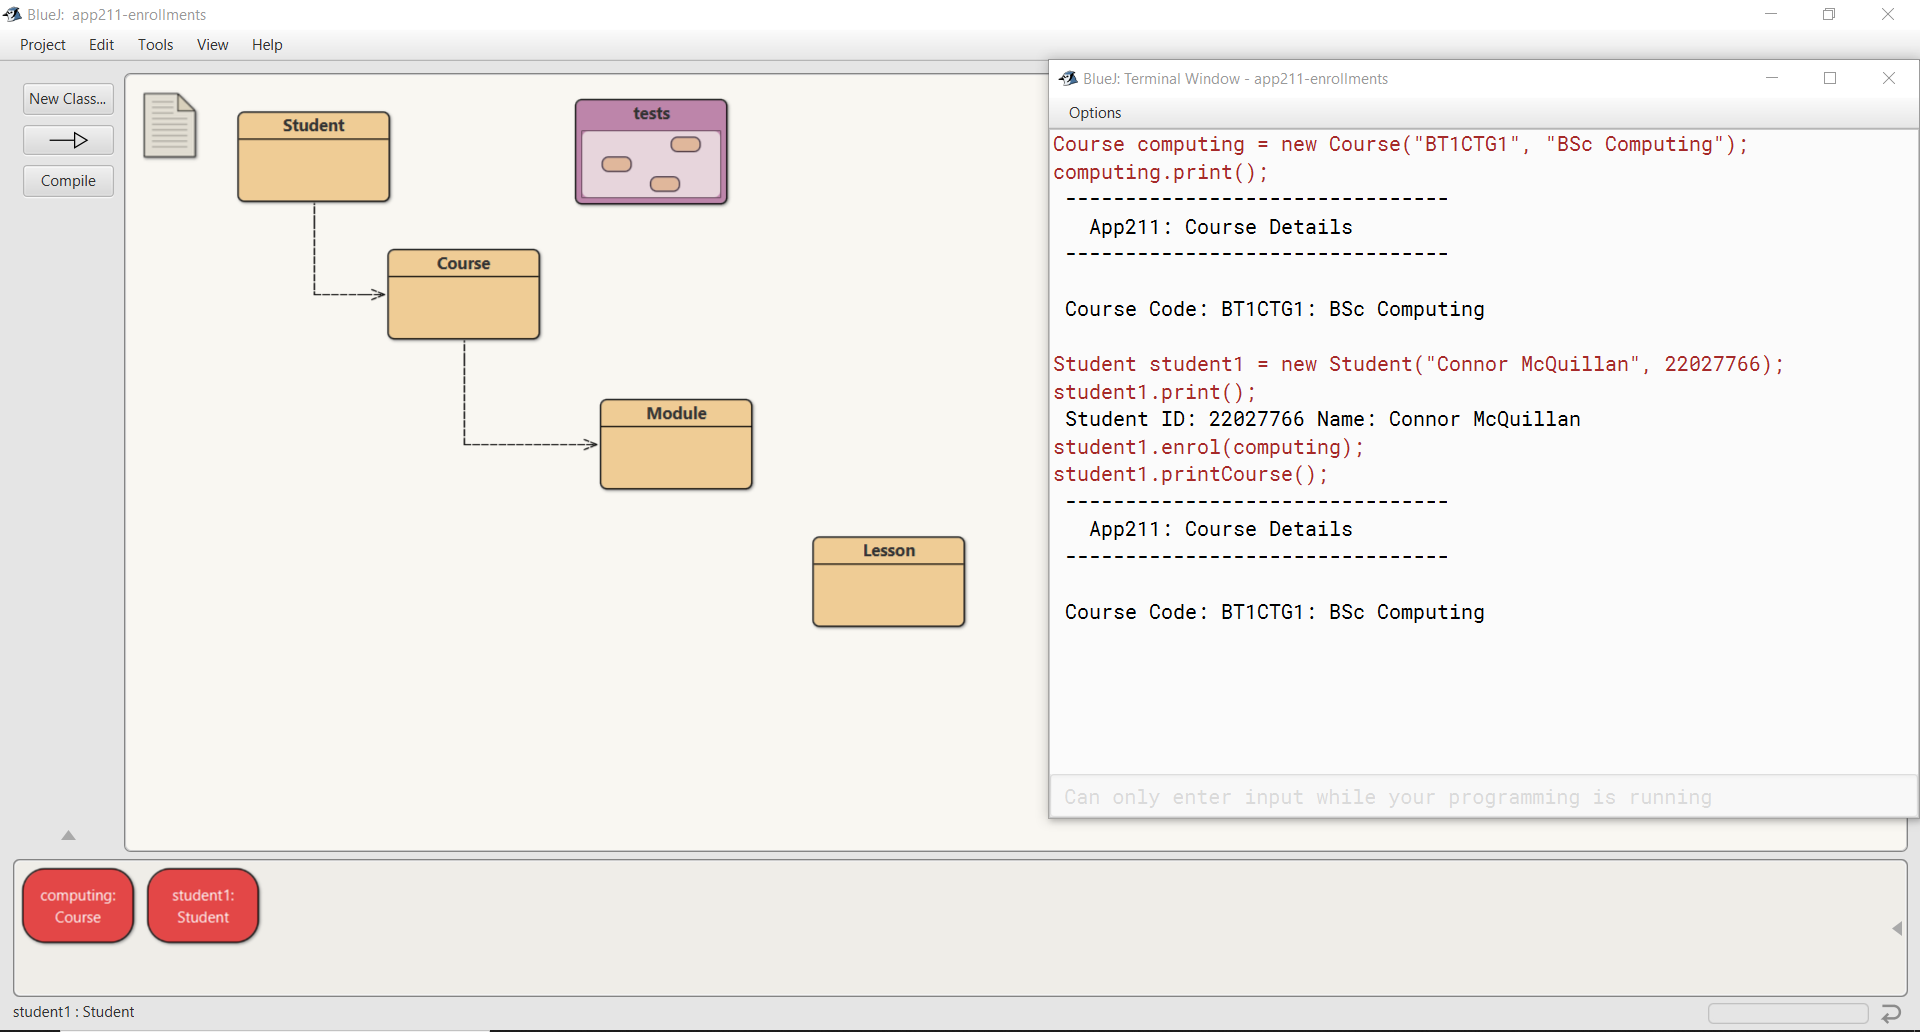 BlueJ: app211-enrollments
Project Edit Tools View Help
New Class...
Compile
Student
tests
Course
Module
Lesson
BlueJ: Terminal Window - app211-enrollments
Options
Course computing = new Course("BT1CTG1", "BSc Computing");
computing.print();
--------------------------------
App211: Course Details
--------------------------------
Course Code: BT1CTG1: BSc Computing
Student student1 = new Student("Connor McQuillan", 22027766);
student1.print();
Student ID: 22027766 Name: Connor McQuillan
student1.enrol(computing);
student1.printCourse();
--------------------------------
App211: Course Details
--------------------------------
Course Code: BT1CTG1: BSc Computing
Can only enter input while your programming is running
computing:
Course
student1:
Student
student1 : Student